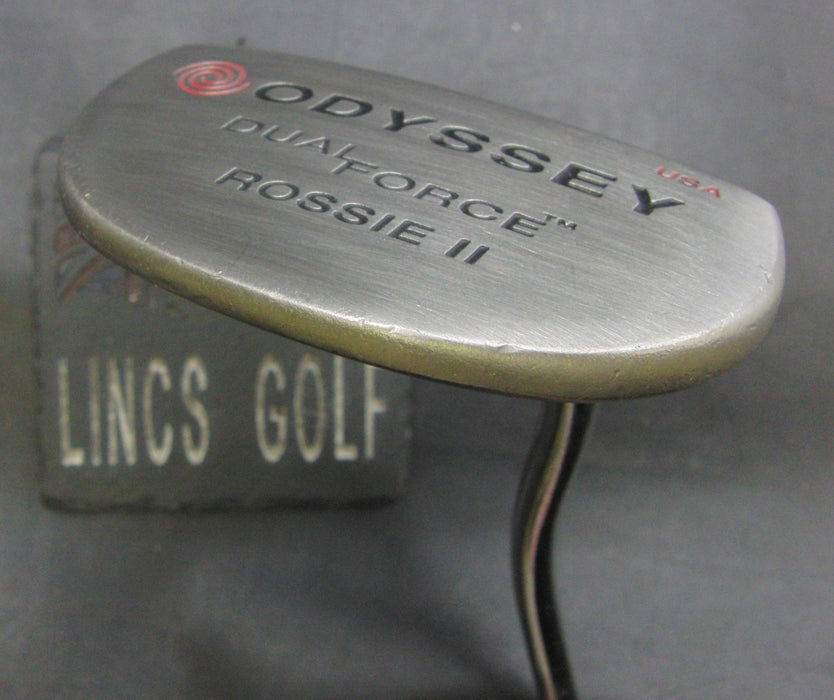 ODYSSEY
USA
DUAL FORCE™
ROSSIE II
LINCS GOLF